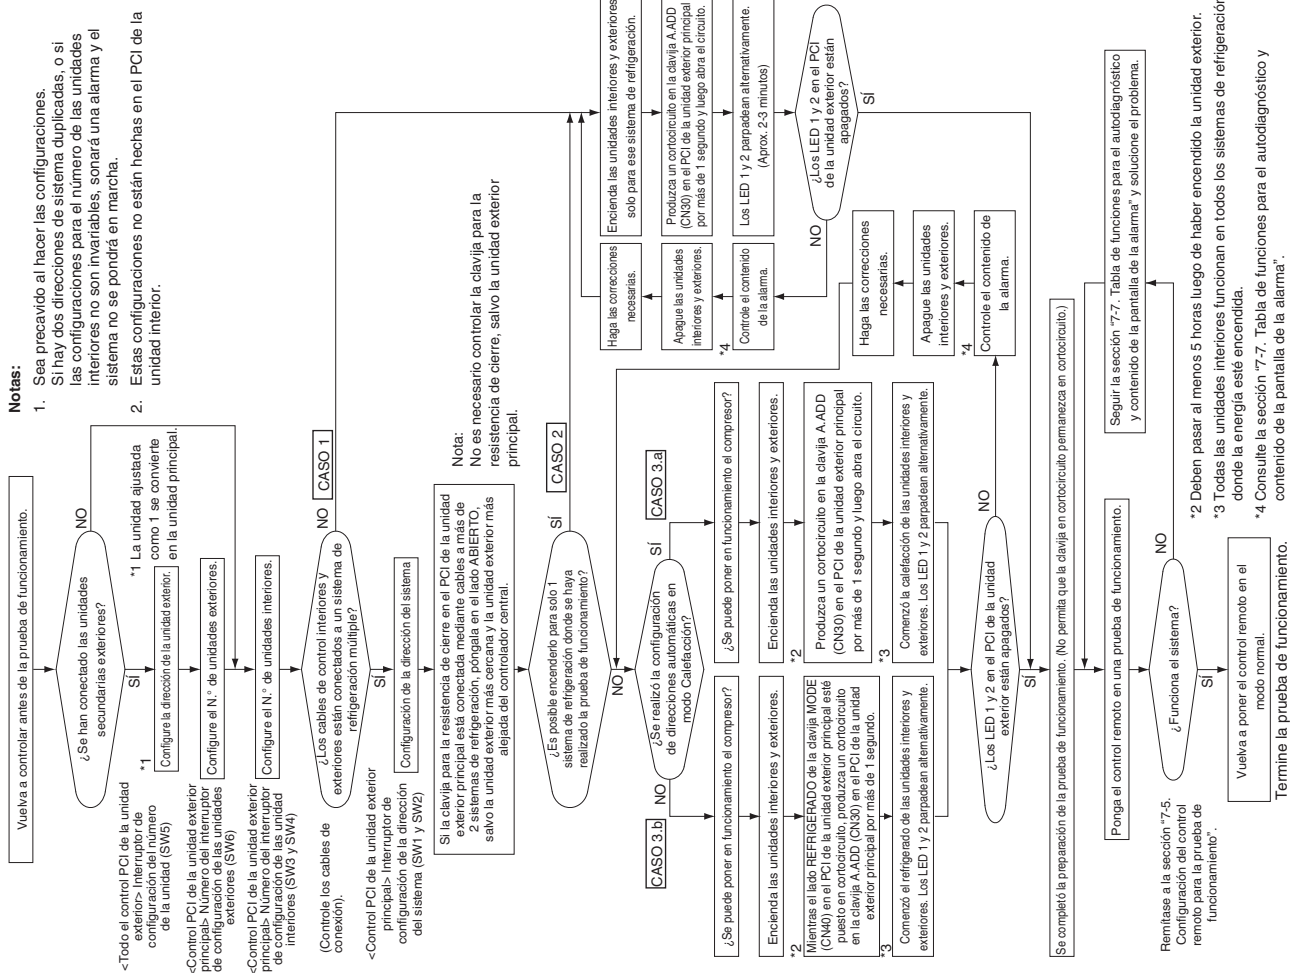 Notas:
1. Sea precavido al hacer las configuraciones.
Si hay dos direcciones de sistema duplicadas, o si
las configuraciones para el número de las unidades
interiores no son invariables, sonará una alarma y el
sistema no se pondrá en marcha.
2. Estas configuraciones no están hechas en el PCI de la
unidad interior.
Vuelva a controlar antes de la prueba de funcionamiento.
¿Se han conectado las unidades
secundarias exteriores?
NO
SÍ
*1 La unidad ajustada
como 1 se convierte
en la unidad principal.
<Todo el control PCI de la unidad
exterior> Interruptor de
configuración del número
de la unidad (SW5)
*1
Configure la dirección de la unidad exterior.
<Control PCI de la unidad exterior
principal> Número del interruptor
de configuración de las unidades
exteriores (SW6)
Configure el N.° de unidades exteriores.
<Control PCI de la unidad exterior
principal> Número del interruptor
de configuración de las unidad
interiores (SW3 y SW4)
Configure el N.° de unidades interiores.
(Controle los cables de
conexión).
¿Los cables de control interiores y
exteriores están conectados a un sistema de
refrigeración múltiple?
NO
CASO 1
SÍ
<Control PCI de la unidad exterior
principal> Interruptor de
configuración de la dirección
del sistema (SW1 y SW2)
Configuración de la dirección del sistema
Si la clavija para la resistencia de cierre en el PCI de la unidad
exterior principal está conectada mediante cables a más de
2 sistemas de refrigeración, póngala en el lado ABIERTO,
salvo la unidad exterior más cercana y la unidad exterior más
alejada del controlador central.
Nota:
No es necesario controlar la clavija para la
resistencia de cierre, salvo la unidad exterior
principal.
¿Es posible encenderlo para solo 1
sistema de refrigeración donde se haya
realizado la prueba de funcionamiento?
SÍ
CASO 2
NO
¿Se realizó la configuración
de direcciones automáticas en
modo Calefacción?
SÍ
CASO 3.a
NO
CASO 3.b
¿Se puede poner en funcionamiento el compresor?
Encienda las unidades interiores y exteriores.
*2
Mientras el lado REFRIGERADO de la clavija MODE
(CN40) en el PCI de la unidad exterior principal esté
puesto en cortocircuito, produzca un cortocircuito
en la clavija A.ADD (CN30) en el PCI de la unidad
exterior principal por más de 1 segundo.
*3
Comenzó el refrigerado de las unidades interiores y
exteriores. Los LED 1 y 2 parpadean alternativamente.
¿Se puede poner en funcionamiento el compresor?
Encienda las unidades interiores y exteriores.
*2
Produzca un cortocircuito en la clavija A.ADD
(CN30) en el PCI de la unidad exterior principal
por más de 1 segundo y luego abra el circuito.
*3
Comenzó la calefacción de las unidades interiores y
exteriores. Los LED 1 y 2 parpadean alternativamente.
Encienda las unidades interiores y exteriores
solo para ese sistema de refrigeración.
Produzca un cortocircuito en la clavija A.ADD
(CN30) en el PCI de la unidad exterior principal
por más de 1 segundo y luego abra el circuito.
Los LED 1 y 2 parpadean alternativamente.
(Aprox. 2-3 minutos)
¿Los LED 1 y 2 en el PCI
de la unidad exterior están
apagados?
SÍ
NO
Haga las correcciones
necesarias.
Apague las unidades
interiores y exteriores.
*4
Controle el contenido
de la alarma.
Haga las correcciones
necesarias.
Apague las unidades
interiores y exteriores.
*4
Controle el contenido de
la alarma.
¿Los LED 1 y 2 en el PCI de la unidad
exterior están apagados?
NO
SÍ
Se completó la preparación de la prueba de funcionamiento. (No permita que la clavija en cortocircuito permanezca en cortocircuito.)
Remítase a la sección “7-5.
Configuración del control
remoto para la prueba de
funcionamiento”.
Ponga el control remoto en una prueba de funcionamiento.
¿Funciona el sistema?
NO
SÍ
Seguir la sección “7-7. Tabla de funciones para el autodiagnóstico
y contenido de la pantalla de la alarma” y solucione el problema.
Vuelva a poner el control remoto en el
modo normal.
Termine la prueba de funcionamiento.
*2 Deben pasar al menos 5 horas luego de haber encendido la unidad exterior.
*3 Todas las unidades interiores funcionan en todos los sistemas de refrigeración
donde la energía esté encendida.
*4 Consulte la sección “7-7. Tabla de funciones para el autodiagnóstico y
contenido de la pantalla de la alarma”.